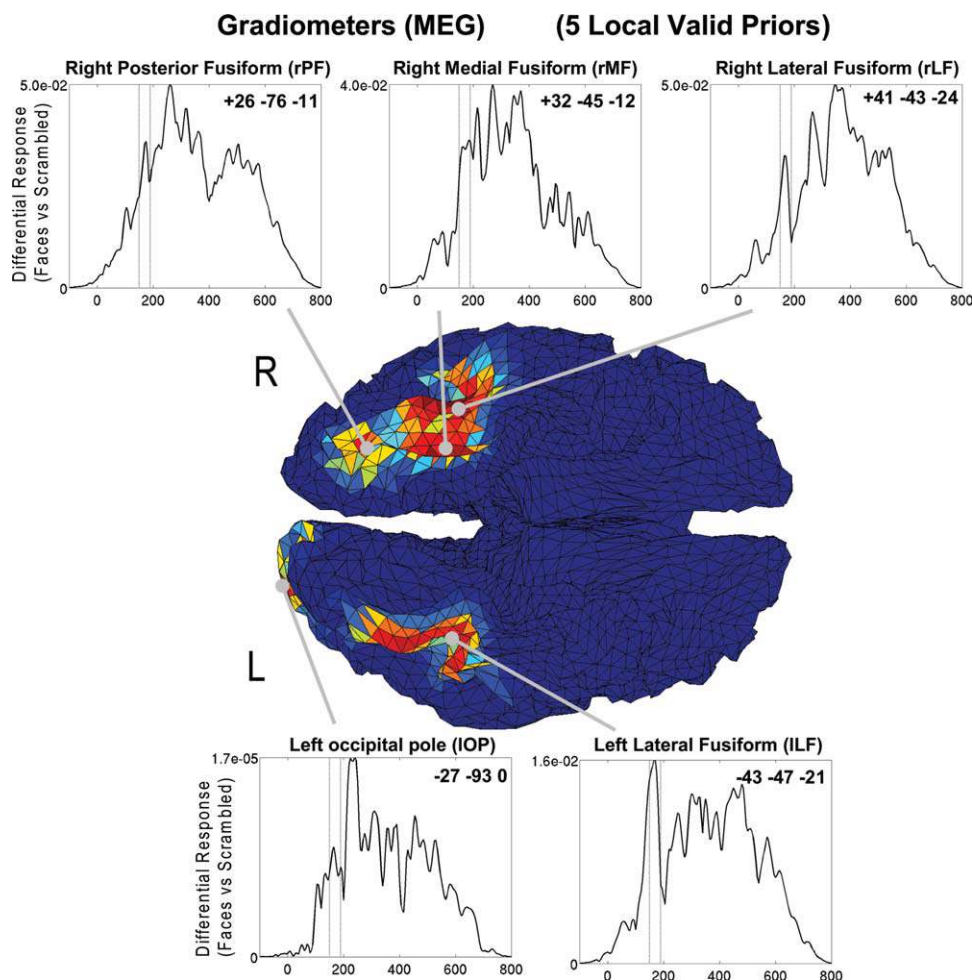 Gradiometers (MEG) (5 Local Valid Priors)
Right Posterior Fusiform (rPF)
Right Medial Fusiform (rMF)
Right Lateral Fusiform (rLF)
5.0e-02
+26 -76 -11
4.0e-02
+32 -45 -12
5.0e-02
+41 -43 -24
Differential Response
(Faces vs Scrambled)
0
0
0
0 200 400 600 800
0 200 400 600 800
0 200 400 600 800
R
L
Left occipital pole (lOP)
Left Lateral Fusiform (lLF)
1.7e-05
-27 -93 0
1.6e-02
-43 -47 -21
Differential Response
(Faces vs Scrambled)
0
0
0 200 400 600 800
0 200 400 600 800